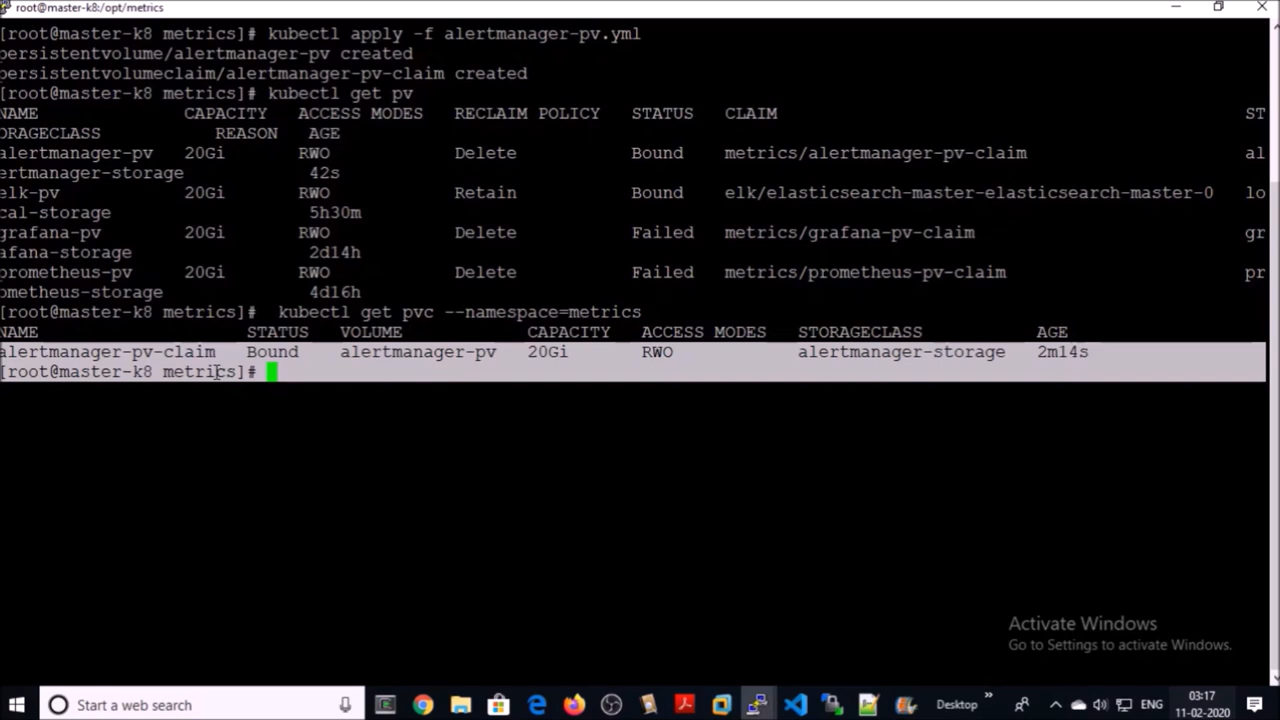 root@master-k8:/opt/metrics
[root@master-k8 metrics]# kubectl apply -f alertmanager-pv.yml
persistentvolume/alertmanager-pv created
persistentvolumeclaim/alertmanager-pv-claim created
[root@master-k8 metrics]# kubectl get pv
NAME CAPACITY ACCESS MODES RECLAIM POLICY STATUS CLAIM ST
ORAGECLASS REASON AGE
alertmanager-pv 20Gi RWO Delete Bound metrics/alertmanager-pv-claim al
ertmanager-storage 42s
elk-pv 20Gi RWO Retain Bound elk/elasticsearch-master-elasticsearch-master-0 lo
cal-storage 5h30m
grafana-pv 20Gi RWO Delete Failed metrics/grafana-pv-claim gr
afana-storage 2d14h
prometheus-pv 20Gi RWO Delete Failed metrics/prometheus-pv-claim pr
ometheus-storage 4d16h
[root@master-k8 metrics]# kubectl get pvc --namespace=metrics
NAME STATUS VOLUME CAPACITY ACCESS MODES STORAGECLASS AGE
alertmanager-pv-claim Bound alertmanager-pv 20Gi RWO alertmanager-storage 2m14s
[root@master-k8 metrics]#
Activate Windows
Go to Settings to activate Windows.
Start a web search
Desktop
»
ENG
03:17
11-02-2020